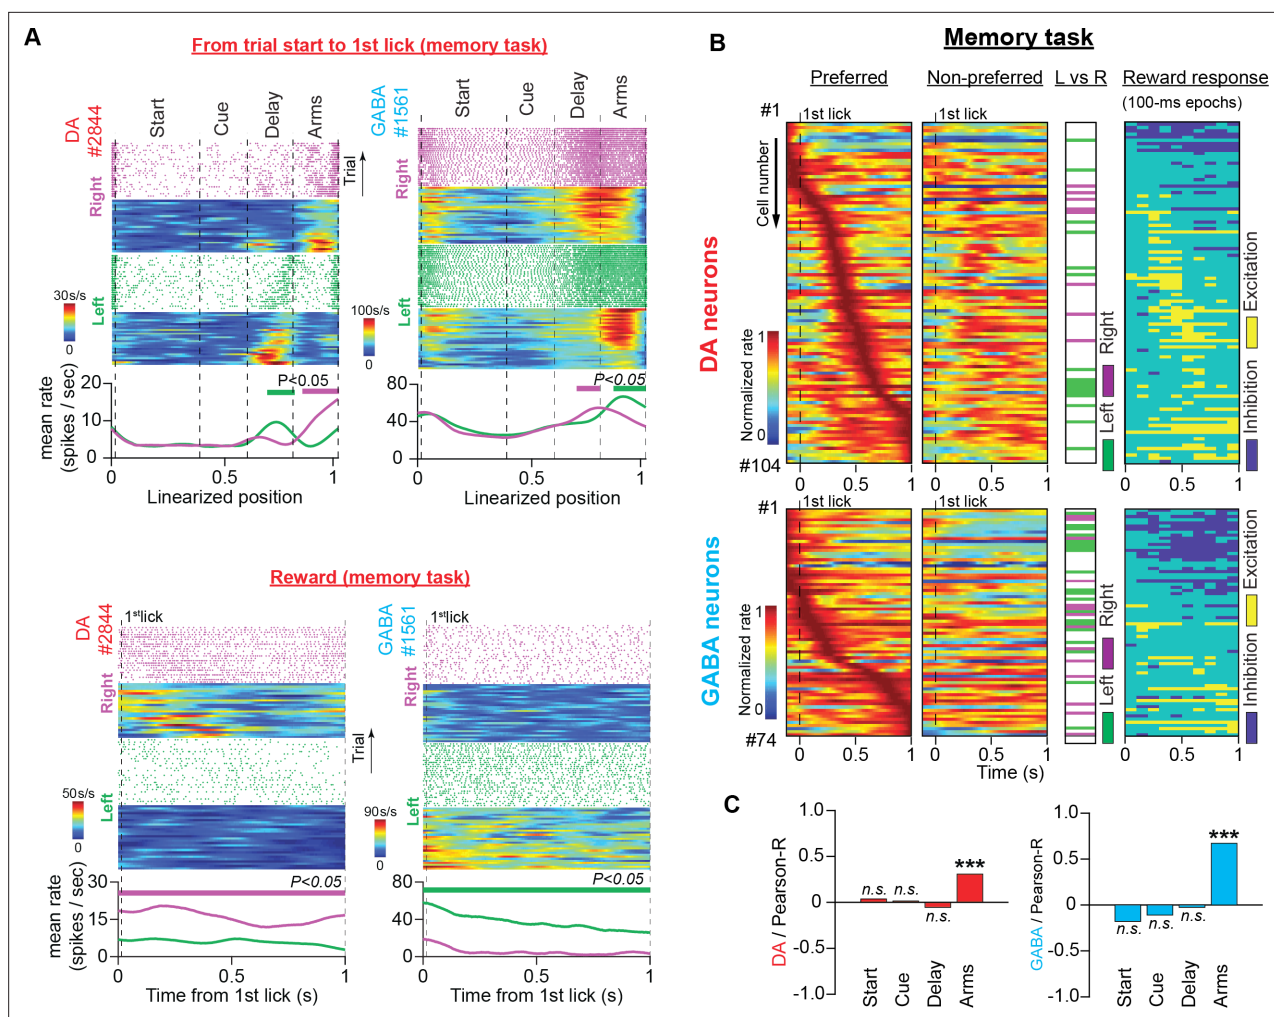 A
From trial start to 1st lick (memory task)
DA
#2844
Start
Cue
Delay
Arms
GABA
#1561
Start
Cue
Delay
Arms
Right
Trial
Right
Left
Left
30s/s
0
100s/s
0
mean rate
(spikes / sec)
20
10
0
P<0.05
0
0.5
1
Linearized position
80
40
0
P<0.05
0
0.5
1
Linearized position
Reward (memory task)
DA
#2844
1st lick
GABA
#1561
1st lick
Right
Trial
Right
Left
Left
50s/s
0
90s/s
0
mean rate
(spikes / sec)
30
15
0
P<0.05
0
0.5
1
Time from 1st lick (s)
80
40
0
P<0.05
0
0.5
1
Time from 1st lick (s)
B
Memory task
Preferred
Non-preferred
L vs R
Reward response
(100-ms epochs)
#1
1st lick
1st lick
Cell number
DA neurons
Normalized rate
1
0
#104
Left
Right
Inhibition
Excitation
0
0.5
1
0
1
0
0.5
1
#1
1st lick
1st lick
GABA neurons
Normalized rate
1
0
#74
Left
Right
Inhibition
Excitation
0
0.5
1
0
1
0
0.5
1
Time (s)
C
DA / Pearson-R
1.0
0.5
0
-0.5
-1.0
n.s.
n.s.
n.s.
***
Start
Cue
Delay
Arms
GABA / Pearson-R
1.0
0.5
0
-0.5
-1.0
n.s.
n.s.
n.s.
***
Start
Cue
Delay
Arms